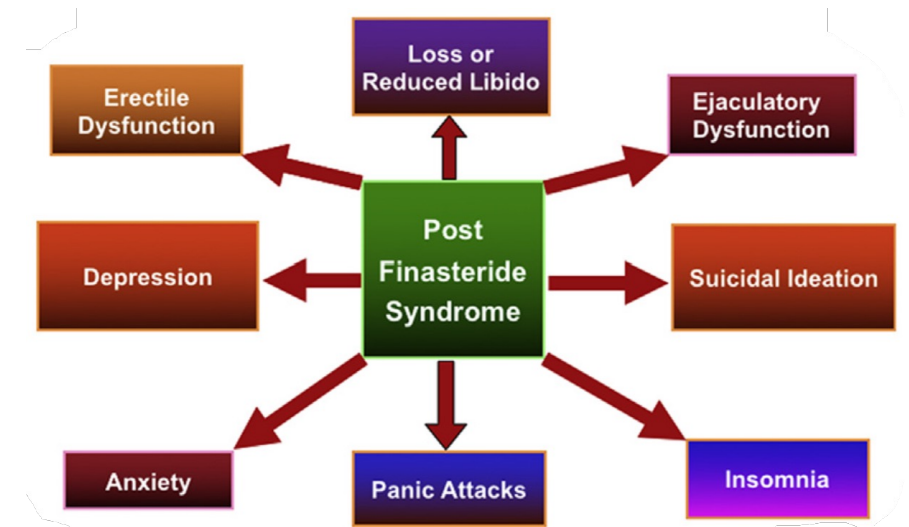 Loss or
Reduced Libido
Erectile
Dysfunction
Ejaculatory
Dysfunction
Post
Finasteride
Syndrome
Depression
Suicidal Ideation
Anxiety
Panic Attacks
Insomnia